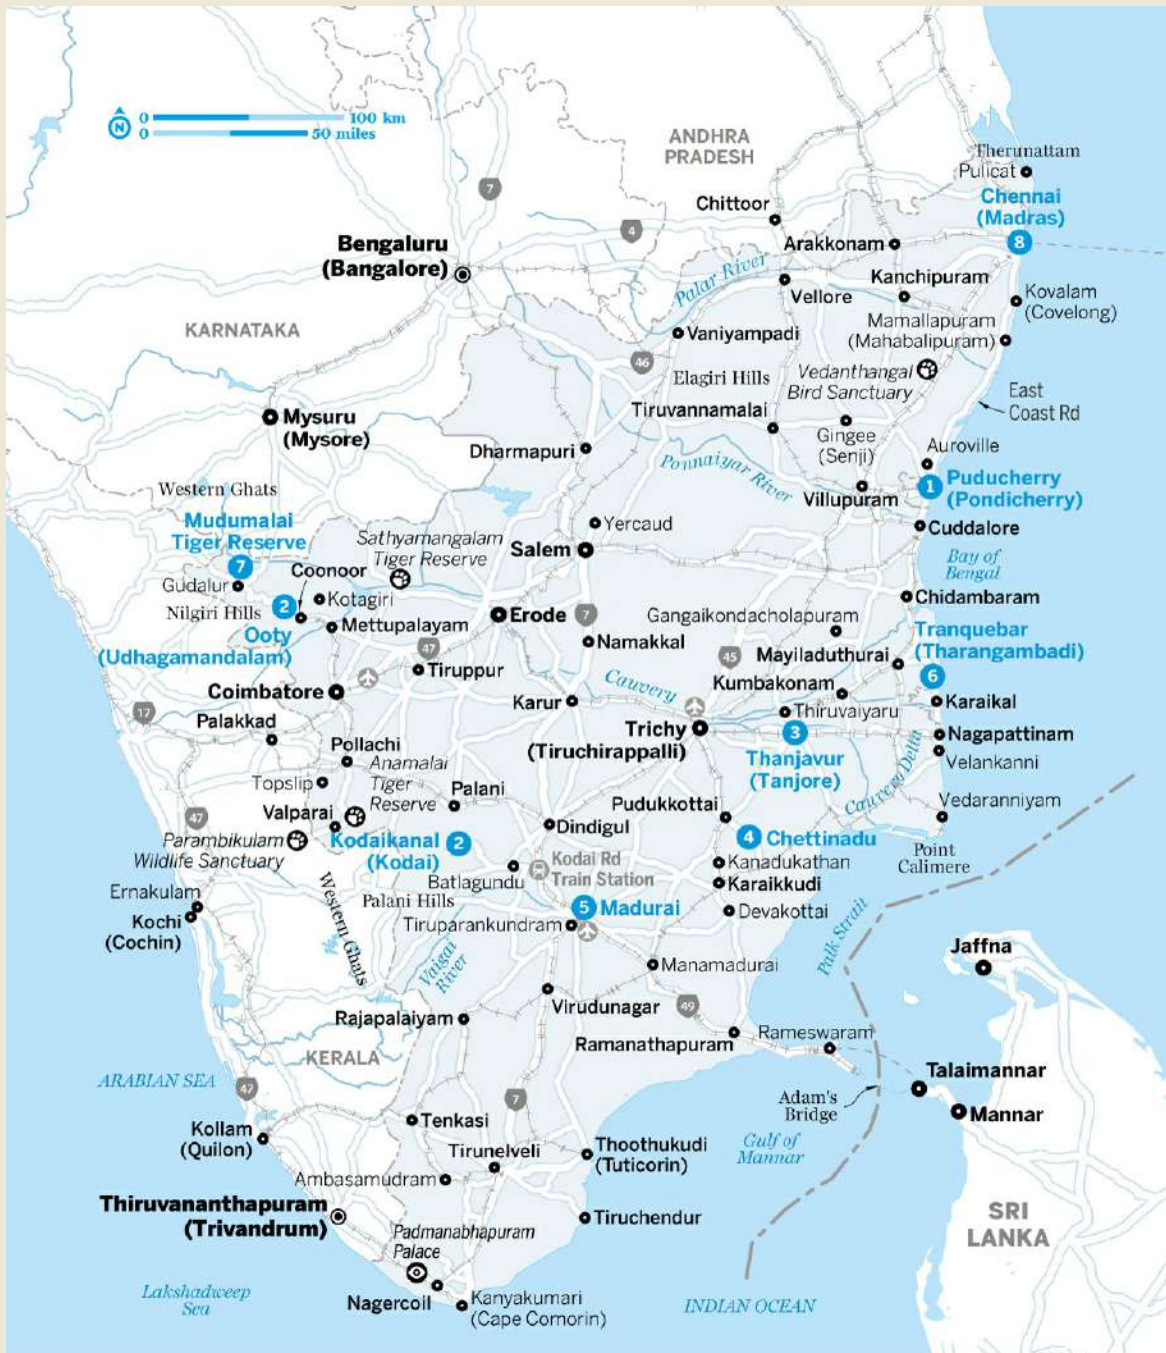 0 100 km
N
0 50 miles
ANDHRA
PRADESH
Therunattam
Pulicat
Chennai
(Madras)
8
7
Chittoor
4
Arakkonam
Bengaluru
(Bangalore)
Palar River
Vellore
Kanchipuram
Kovalam
(Covelong)
KARNATAKA
Vaniyampadi
Mamallapuram
(Mahabalipuram)
46
Elagiri Hills
Vedanthangal
Bird Sanctuary
East
Coast Rd
Mysuru
(Mysore)
Tiruvannamalai
Gingee
(Senji)
Dharmapuri
Auroville
Ponnaiyar River
Villupuram
1
Puducherry
(Pondicherry)
Western Ghats
Mudumalai
Tiger Reserve
7
Sathyamangalam
Tiger Reserve
Yercaud
Salem
Cuddalore
Bay of
Bengal
Coonoor
Gudalur
Kotagiri
Nilgiri Hills
2
Ooty
(Udhagamandalam)
Mettupalayam
Erode
7
Gangaikondacholapuram
Chidambaram
Namakkal
Tranquebar
(Tharangambadi)
47
Tiruppur
45
Mayiladuthurai
6
Coimbatore
Cauvery
Kumbakonam
Karaikal
Karur
17
Palakkad
Trichy
(Tiruchirappalli)
Thiruvaiyaru
3
Thanjavur
(Tanjore)
Nagapattinam
Velankanni
Cauvery Delta
Pollachi
Anamalai
Tiger
Reserve
Topslip
Palani
Valparai
Pudukkottai
Vedaranniyam
47
Parambikulam
Wildlife Sanctuary
Kodaikanal
(Kodai)
2
Dindigul
4
Chettinadu
Point
Calimere
Kodai Rd
Train Station
Batlagundu
Kanadukathan
Karaikkudi
Ernakulam
Kochi
(Cochin)
Western Ghats
Palani Hills
5
Madurai
Devakottai
Tiruparankundram
Palk Strait
Vaigai
River
Jaffna
Manamadurai
Virudunagar
49
Rajapalaiyam
Ramanathapuram
Rameswaram
KERALA
ARABIAN SEA
47
Talaimannar
Adam's
Bridge
Mannar
7
Tenkasi
Kollam
(Quilon)
Tirunelveli
Thoothukudi
(Tuticorin)
Gulf of
Mannar
Ambasamudram
Thiruvananthapuram
(Trivandrum)
Tiruchendur
SRI
LANKA
Padmanabhapuram
Palace
Lakshadweep
Sea
Nagercoil
Kanyakumari
(Cape Comorin)
INDIAN OCEAN